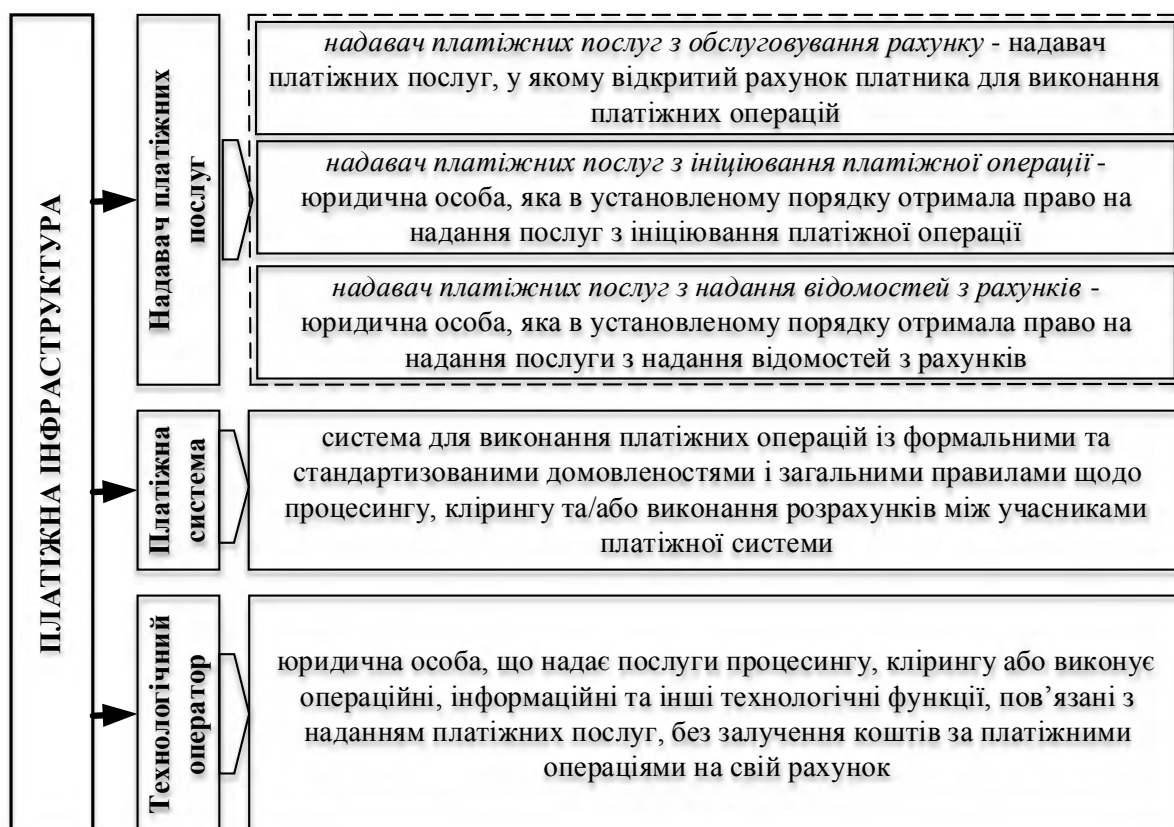 ПЛАТІЖНА ІНФРАСТРУКТУРА
Надавач платіжних
послуг
надавач платіжних послуг з обслуговування рахунку - надавач
платіжних послуг, у якому відкритий рахунок платника для виконання
платіжних операцій
надавач платіжних послуг з ініціювання платіжної операції -
юридична особа, яка в установленому порядку отримала право на
надання послуг з ініціювання платіжної операції
надавач платіжних послуг з надання відомостей з рахунків -
юридична особа, яка в установленому порядку отримала право на
надання послуги з надання відомостей з рахунків
Платіжна
система
система для виконання платіжних операцій із формальними та
стандартизованими домовленостями і загальними правилами щодо
процесингу, клірингу та/або виконання розрахунків між учасниками
платіжної системи
Технологічний
оператор
юридична особа, що надає послуги процесингу, клірингу або виконує
операційні, інформаційні та інші технологічні функції, пов’язані з
наданням платіжних послуг, без залучення коштів за платіжними
операціями на свій рахунок